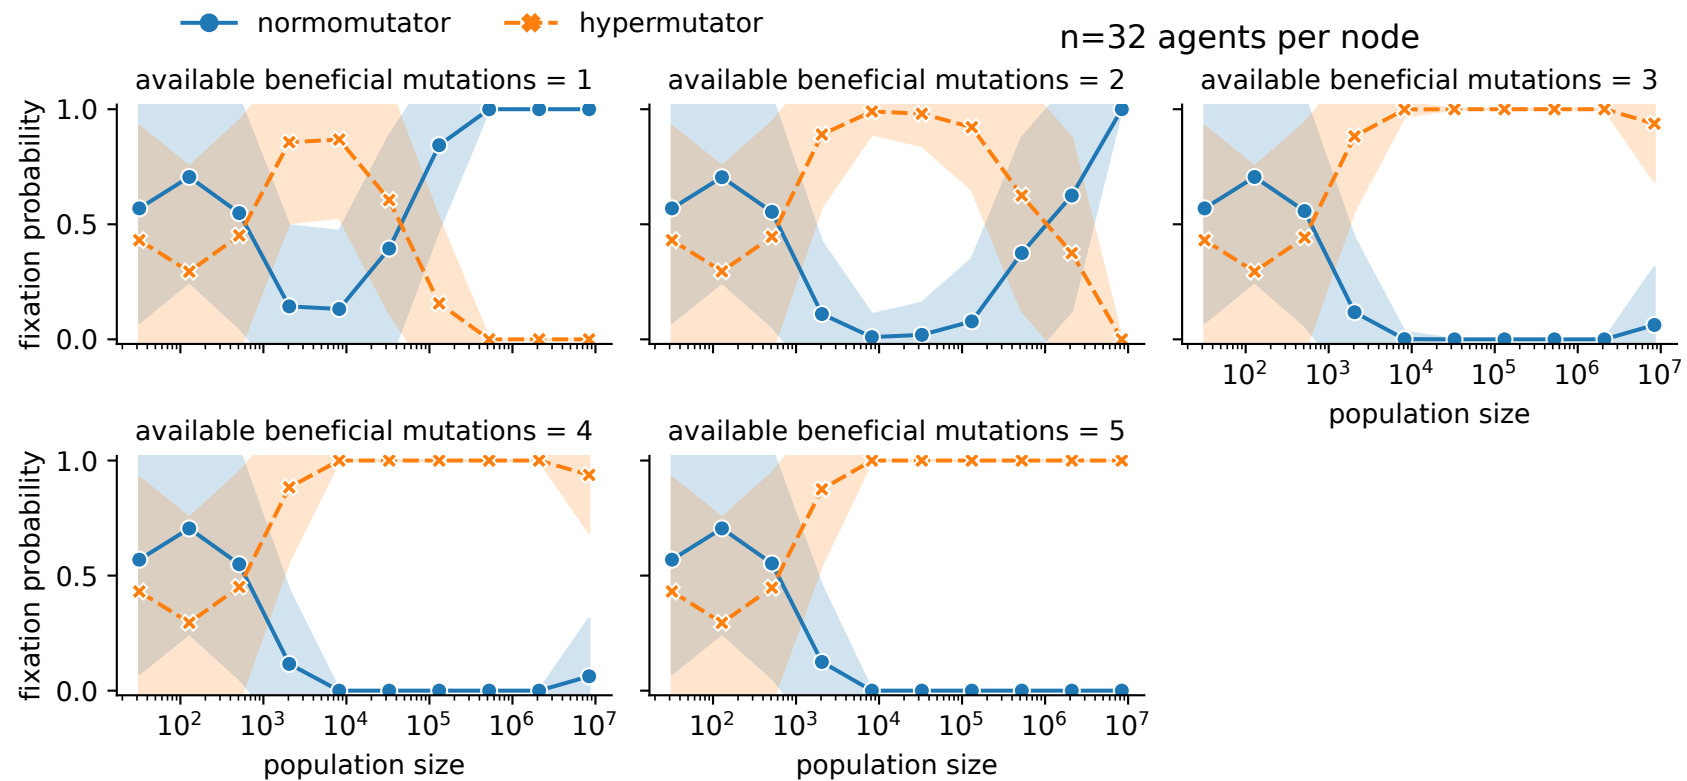 normomutator hypermutator
n=32 agents per node
available beneficial mutations = 1
available beneficial mutations = 2
available beneficial mutations = 3
fixation probability
1.0
0.5
0.0
10² 10³ 10⁴ 10⁵ 10⁶ 10⁷
population size
available beneficial mutations = 4
available beneficial mutations = 5
fixation probability
1.0
0.5
0.0
10² 10³ 10⁴ 10⁵ 10⁶ 10⁷
population size
10² 10³ 10⁴ 10⁵ 10⁶ 10⁷
population size